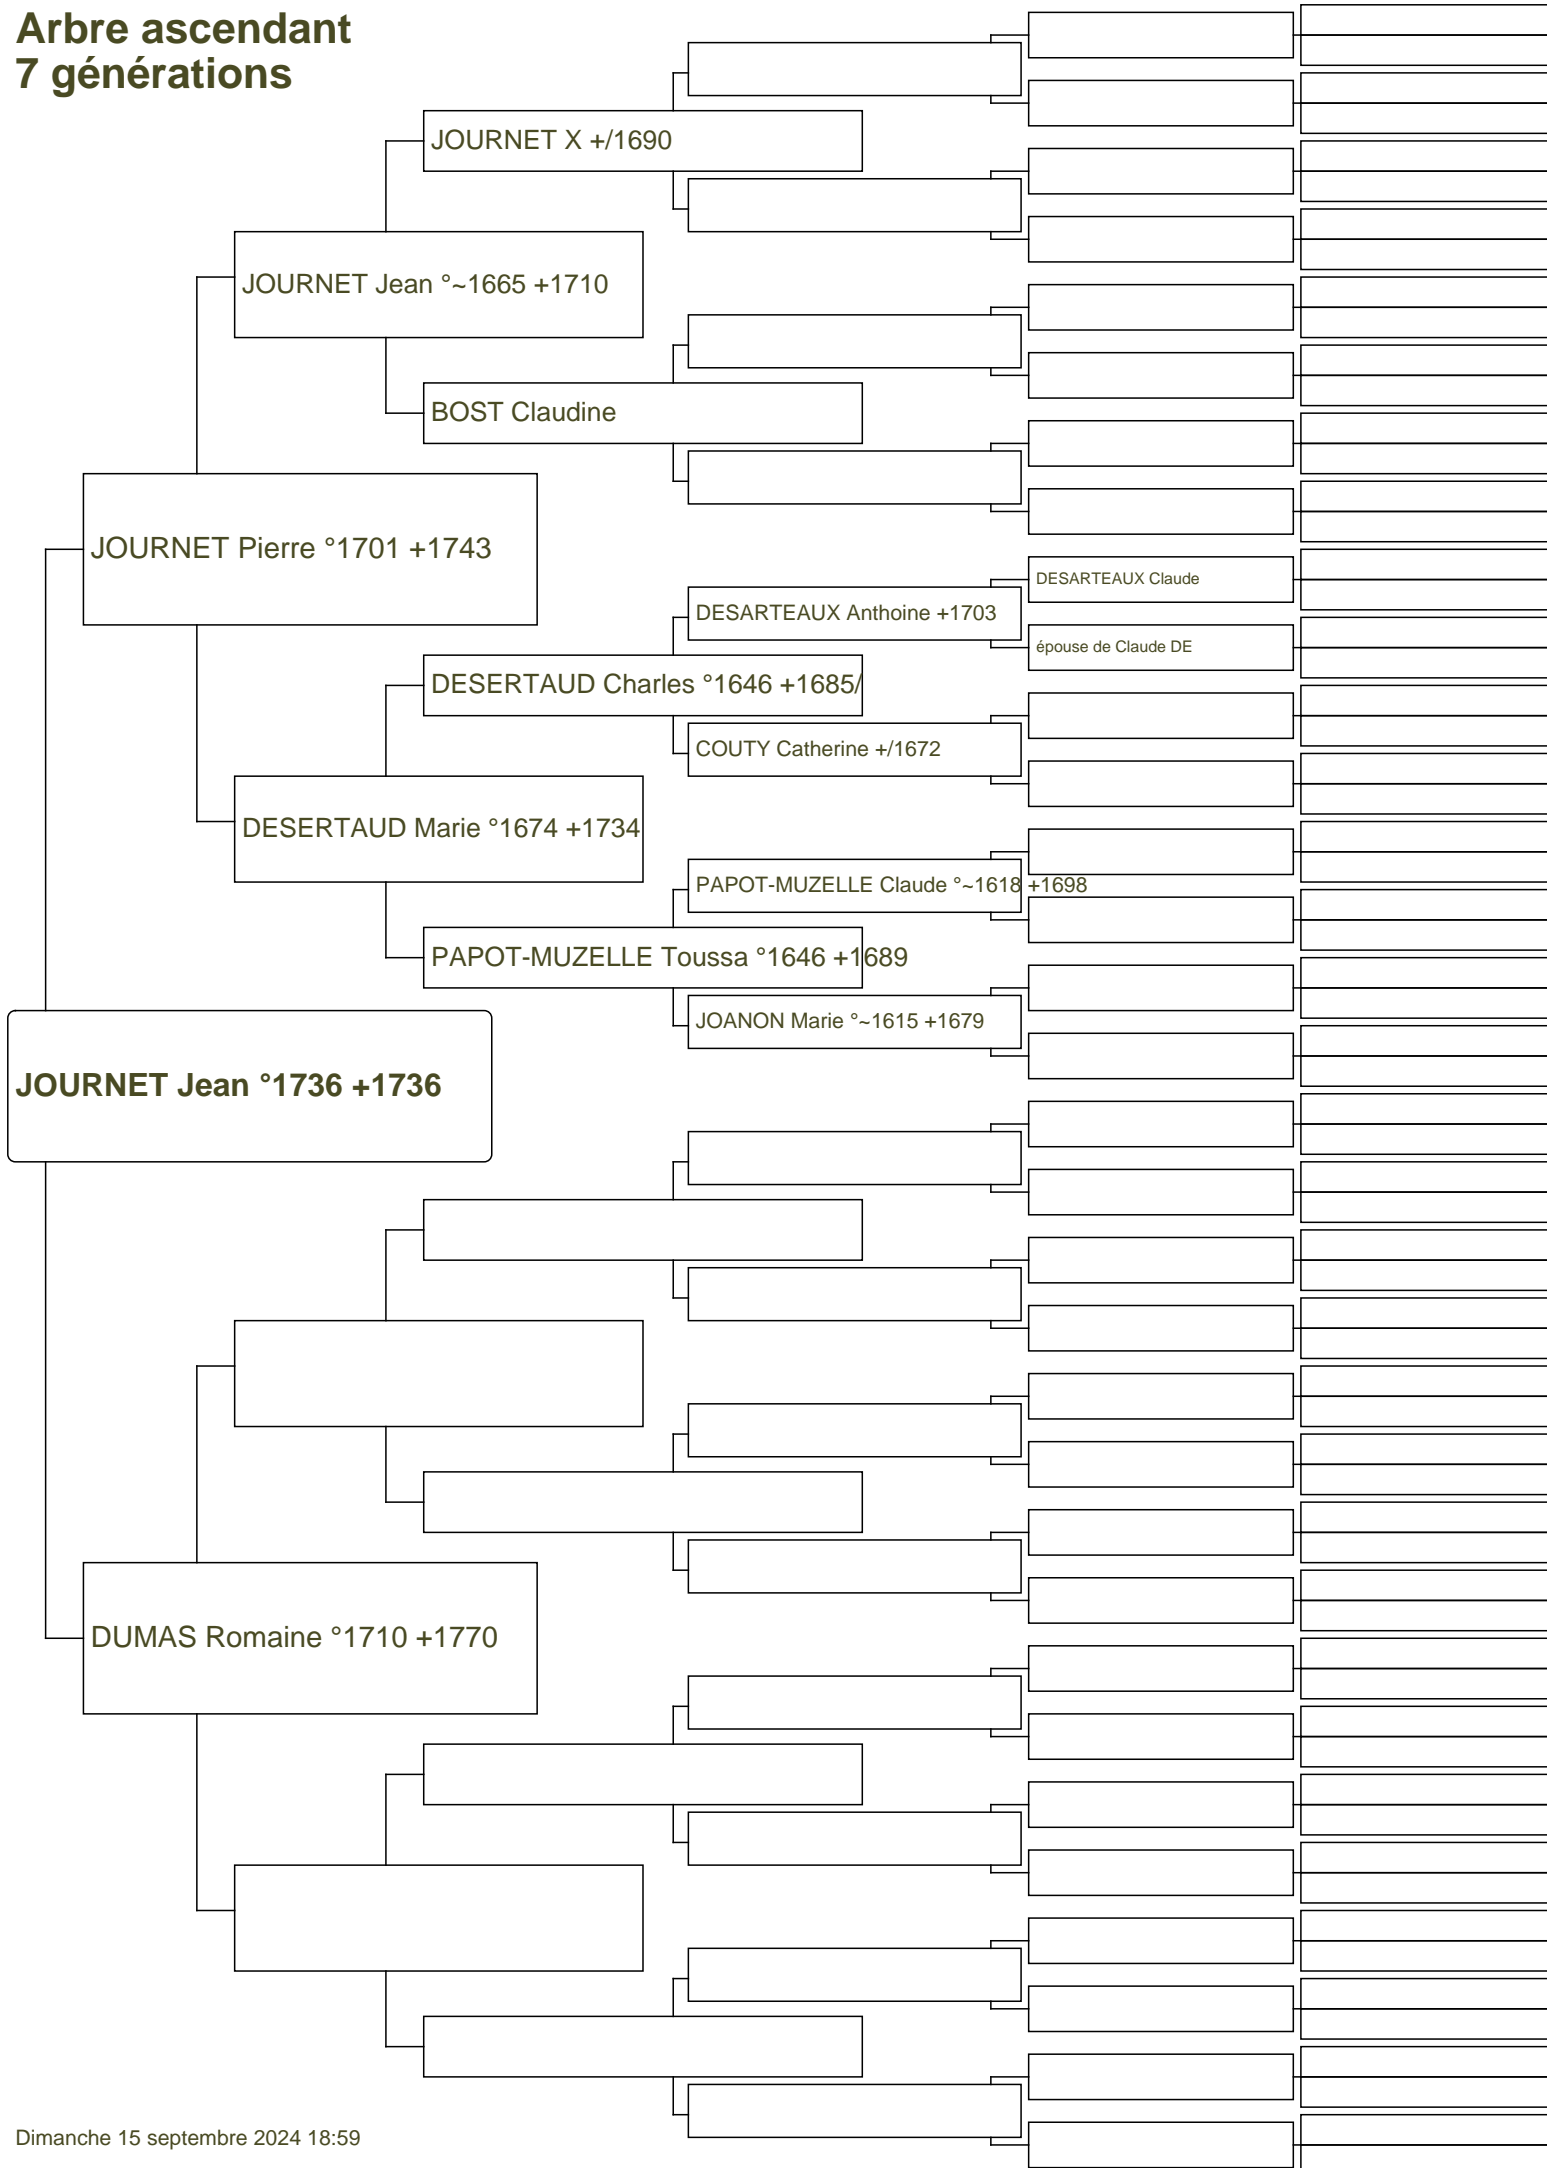 Arbre ascendant
7 générations
JOURNET X +/1690
JOURNET Jean °~1665 +1710
BOST Claudine
JOURNET Pierre °1701 +1743
DESARTEAUX Claude
DESARTEAUX Anthoine +1703
épouse de Claude DE
DESERTAUD Charles °1646 +1685/
COUTY Catherine +/1672
DESERTAUD Marie °1674 +1734
PAPOT-MUZELLE Claude °~1618 +1698
PAPOT-MUZELLE Toussa °1646 +1689
JOANON Marie °~1615 +1679
JOURNET Jean °1736 +1736
DUMAS Romaine °1710 +1770
Dimanche 15 septembre 2024 18:59